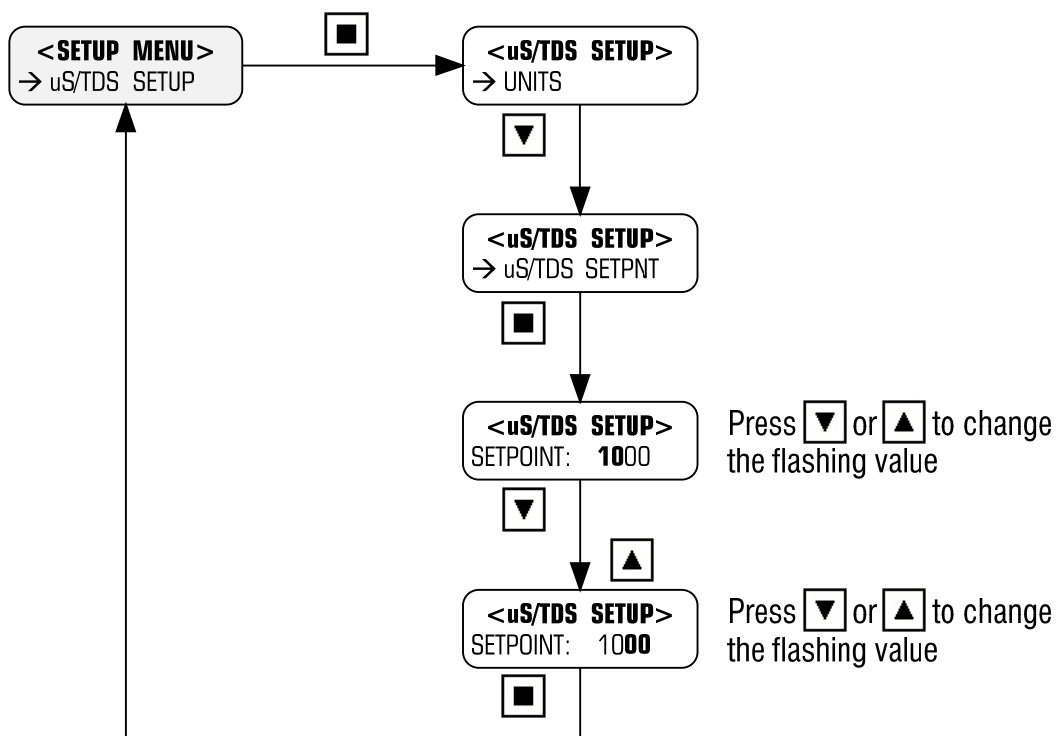 <SETUP MENU>
→ uS/TDS SETUP
<uS/TDS SETUP>
→ UNITS
<uS/TDS SETUP>
→ uS/TDS SETPNT
<uS/TDS SETUP>
SETPOINT: 1000
Press ▼ or ▲ to change
the flashing value
<uS/TDS SETUP>
SETPOINT: 1000
Press ▼ or ▲ to change
the flashing value